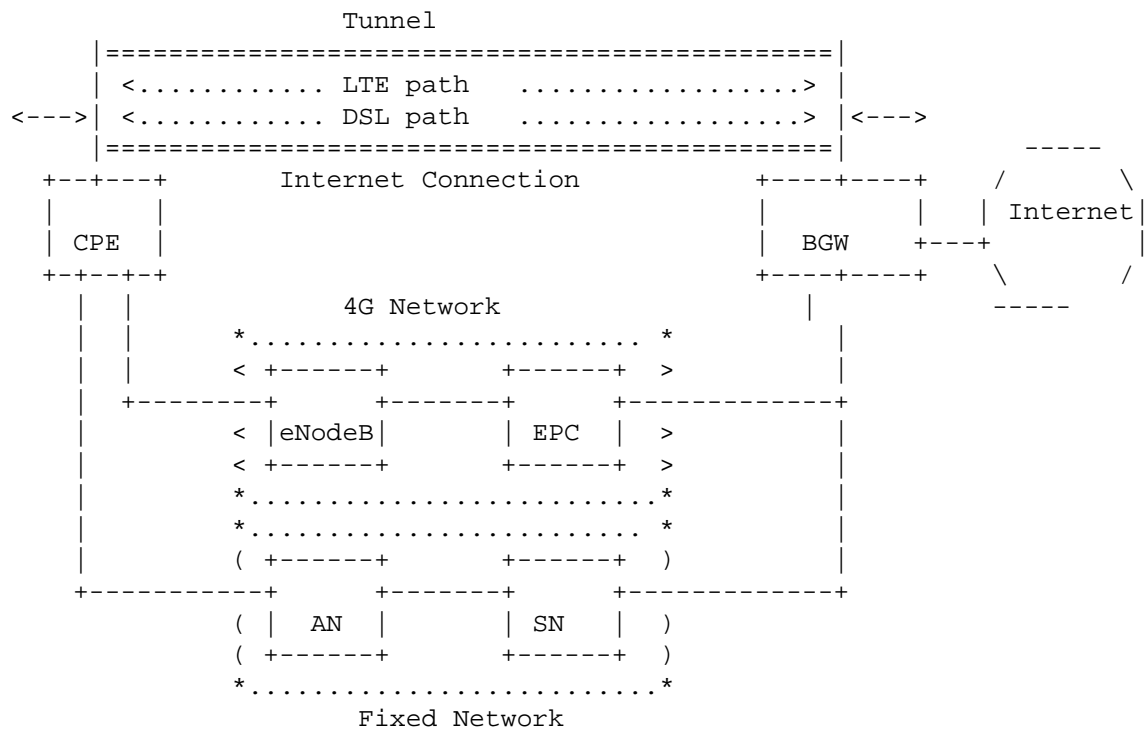 Tunnel
LTE path
DSL path
Internet Connection
Internet
CPE
BGW
4G Network
eNodeB
EPC
AN
SN
Fixed Network